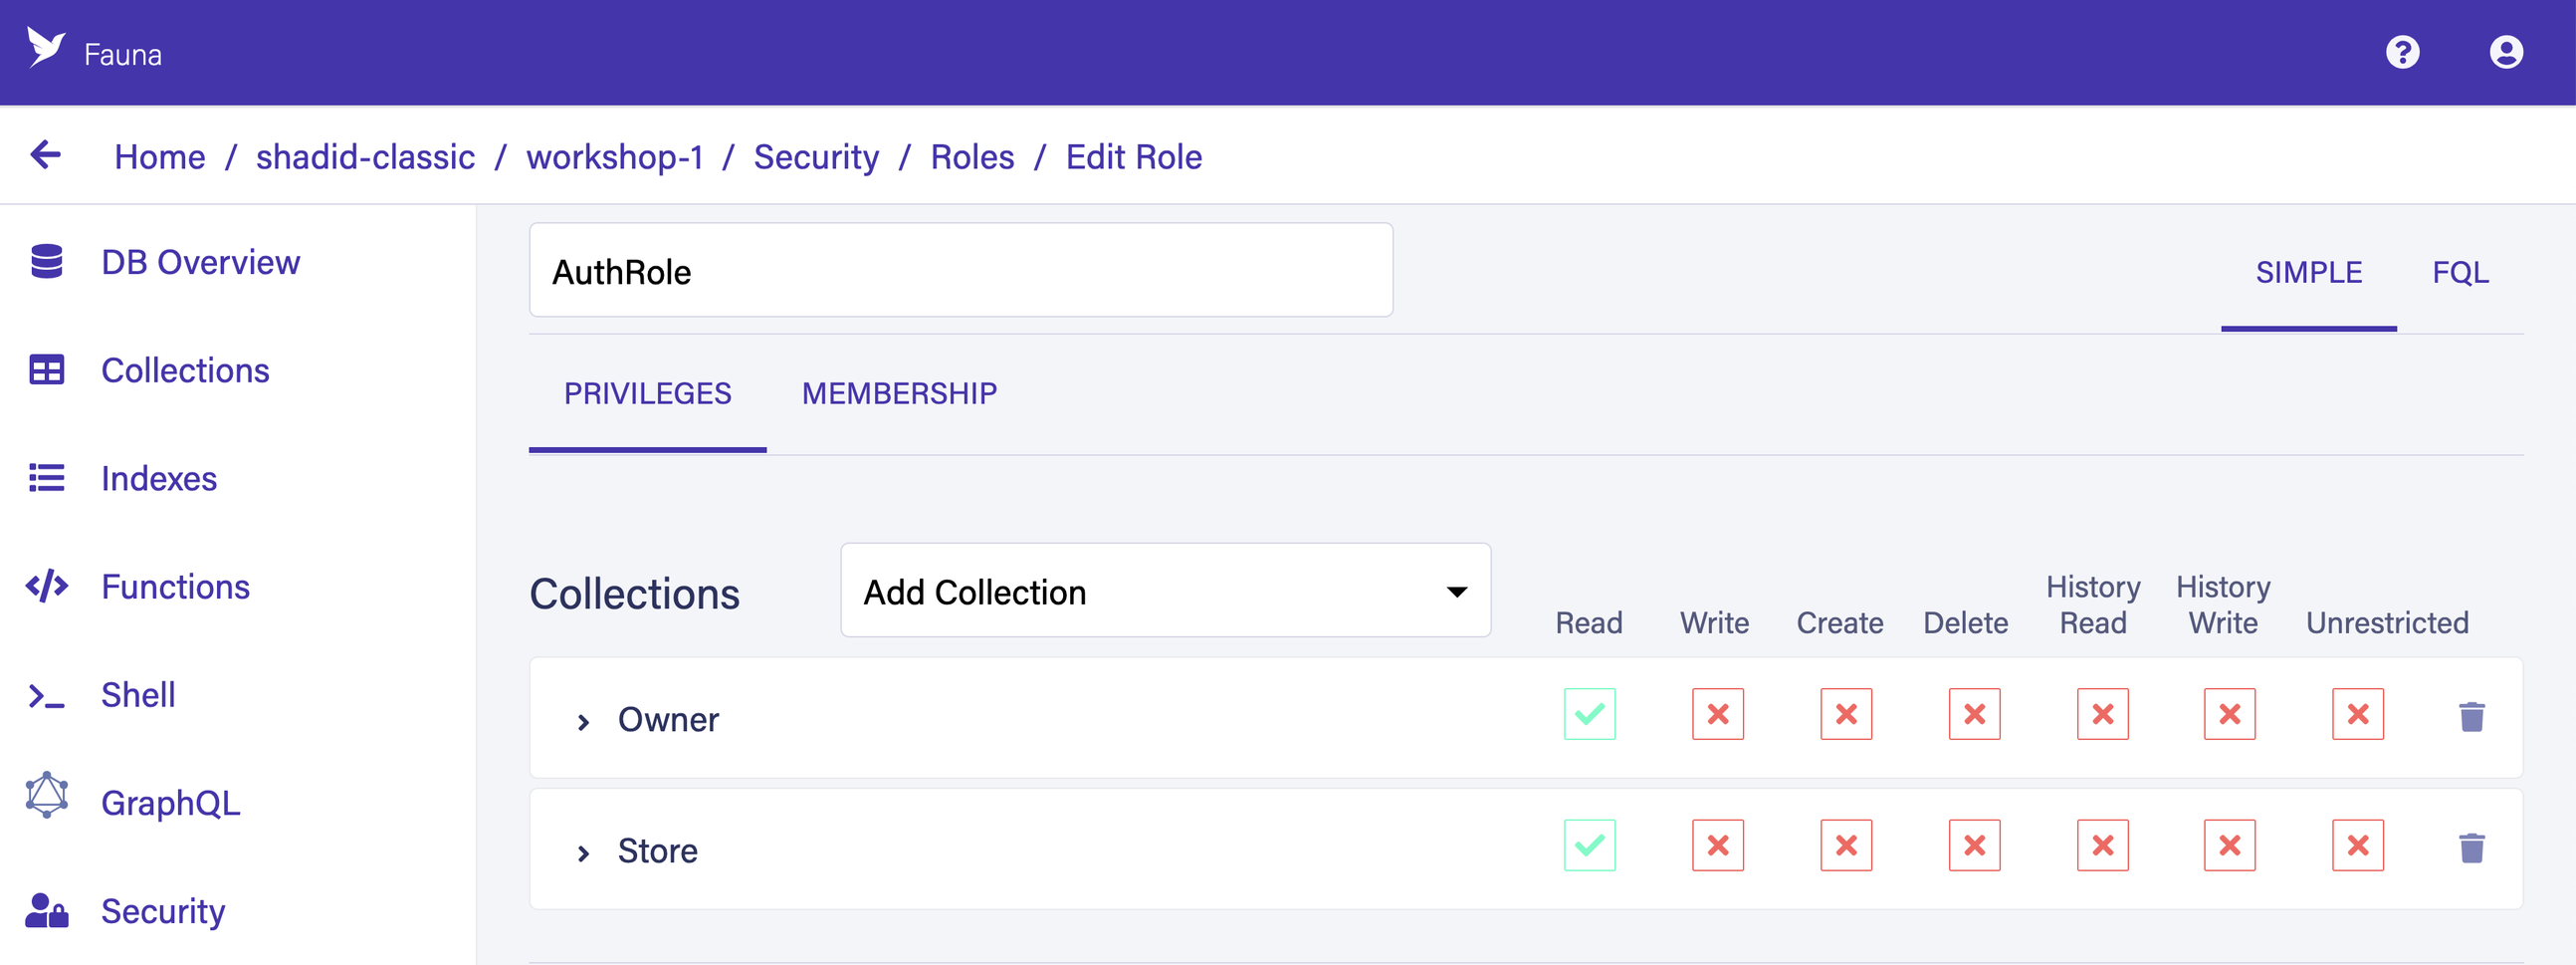 Fauna
Home / shadid-classic / workshop-1 / Security / Roles / Edit Role
DB Overview
Collections
Indexes
Functions
Shell
GraphQL
Security
AuthRole
SIMPLE FQL
PRIVILEGES MEMBERSHIP
Collections
Add Collection
Read
Write
Create
Delete
History
Read
History
Write
Unrestricted
Owner
Store